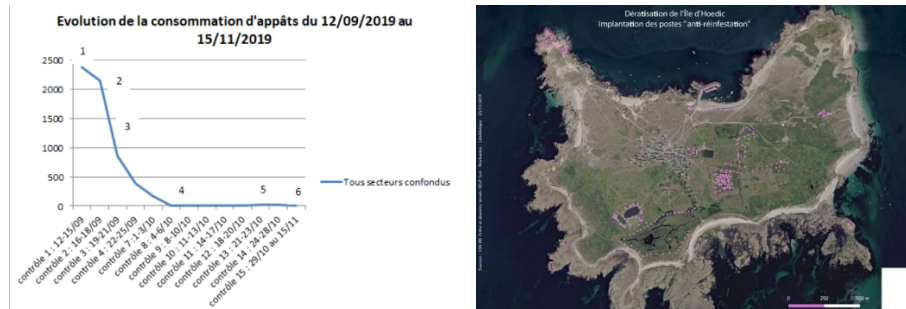 Evolution de la consommation d'appâts du 12/09/2019 au
15/11/2019
1
2
3
4
5
6
2500
2000
1500
1000
500
0
Tous secteurs confondus
contrôle 1 : 12-15/09
contrôle 2 : 16-18/09
contrôle 3 : 19-21/09
contrôle 4 : 22-25/09
contrôle 7 : 1-3/10
contrôle 8 : 4-6/10
contrôle 9 : 8-10/10
contrôle 10 : 11-13/10
contrôle 11 : 14-17/10
contrôle 12 : 18-20/10
contrôle 13 : 21-23/10
contrôle 14 : 24-28/10
contrôle 15 : 29/10 au 15/11
Dératisation de l'Île d'Hoedic
Implantation des postes "anti-réinfestation"
0
250
500 m